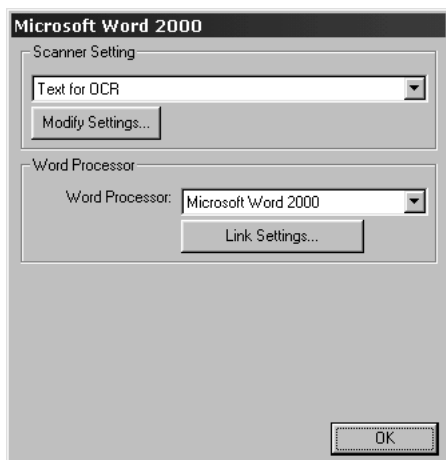 Microsoft Word 2000
Scanner Setting
Text for OCR
Modify Settings...
Word Processor
Word Processor: Microsoft Word 2000
Link Settings...
OK